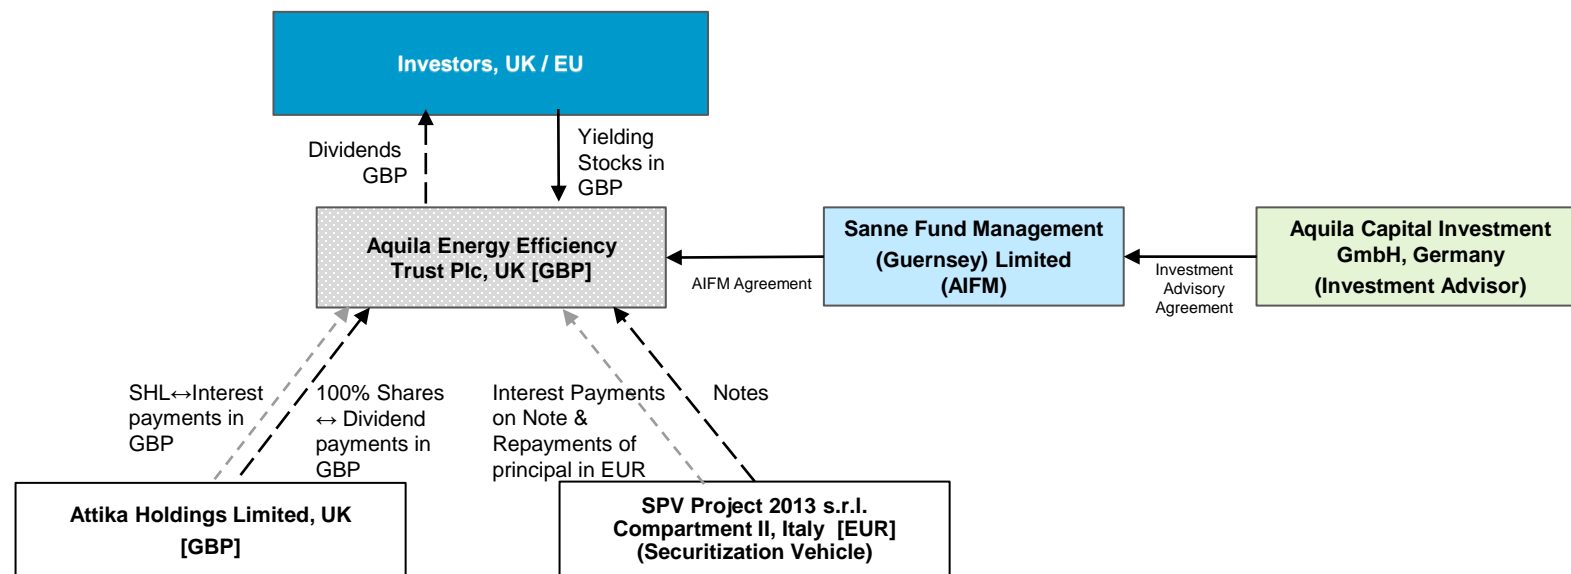 Investors, UK / EU
Dividends
GBP
Yielding
Stocks in
GBP
Aquila Energy Efficiency
Trust Plc, UK [GBP]
AIFM Agreement
Sanne Fund Management
(Guernsey) Limited
(AIFM)
Investment
Advisory
Agreement
Aquila Capital Investment
GmbH, Germany
(Investment Advisor)
SHL↔Interest
payments in
GBP
100% Shares
↔ Dividend
payments in
GBP
Interest Payments
on Note &
Repayments of
principal in EUR
Notes
Attika Holdings Limited, UK
[GBP]
SPV Project 2013 s.r.l.
Compartment II, Italy [EUR]
(Securitization Vehicle)